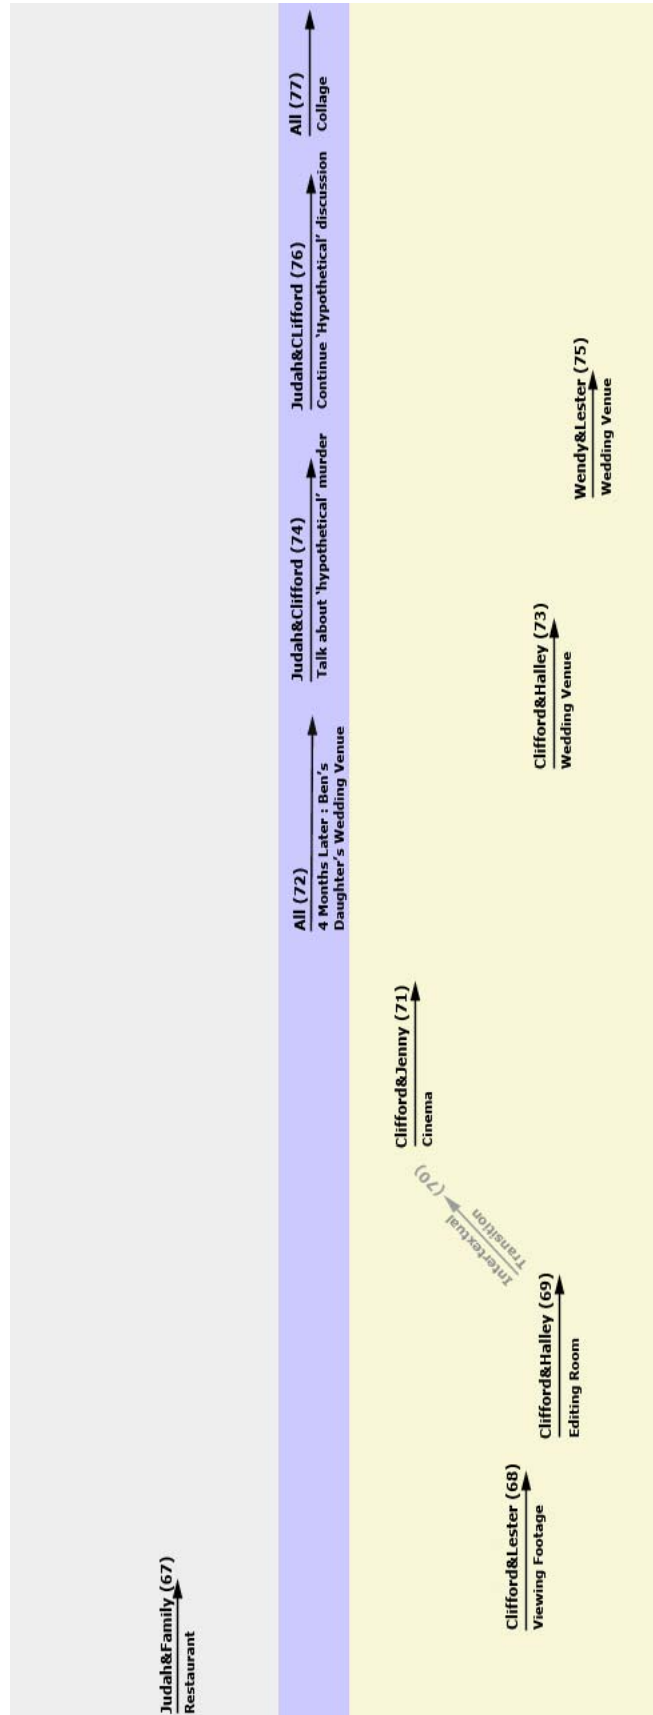 Judah&Family (67)
Restaurant
Clifford&Lester (68)
Viewing Footage
Clifford&Halley (69)
Editing Room
Intertextual (70)
Transition
Clifford&Jenny (71)
Cinema
All (72)
4 Months Later : Ben's
Daughter's Wedding Venue
Clifford&Halley (73)
Wedding Venue
Judah&Clifford (74)
Talk about 'hypothetical' murder
Wendy&Lester (75)
Wedding Venue
Judah&CLifford (76)
Continue 'Hypothetical' discussion
All (77)
Collage